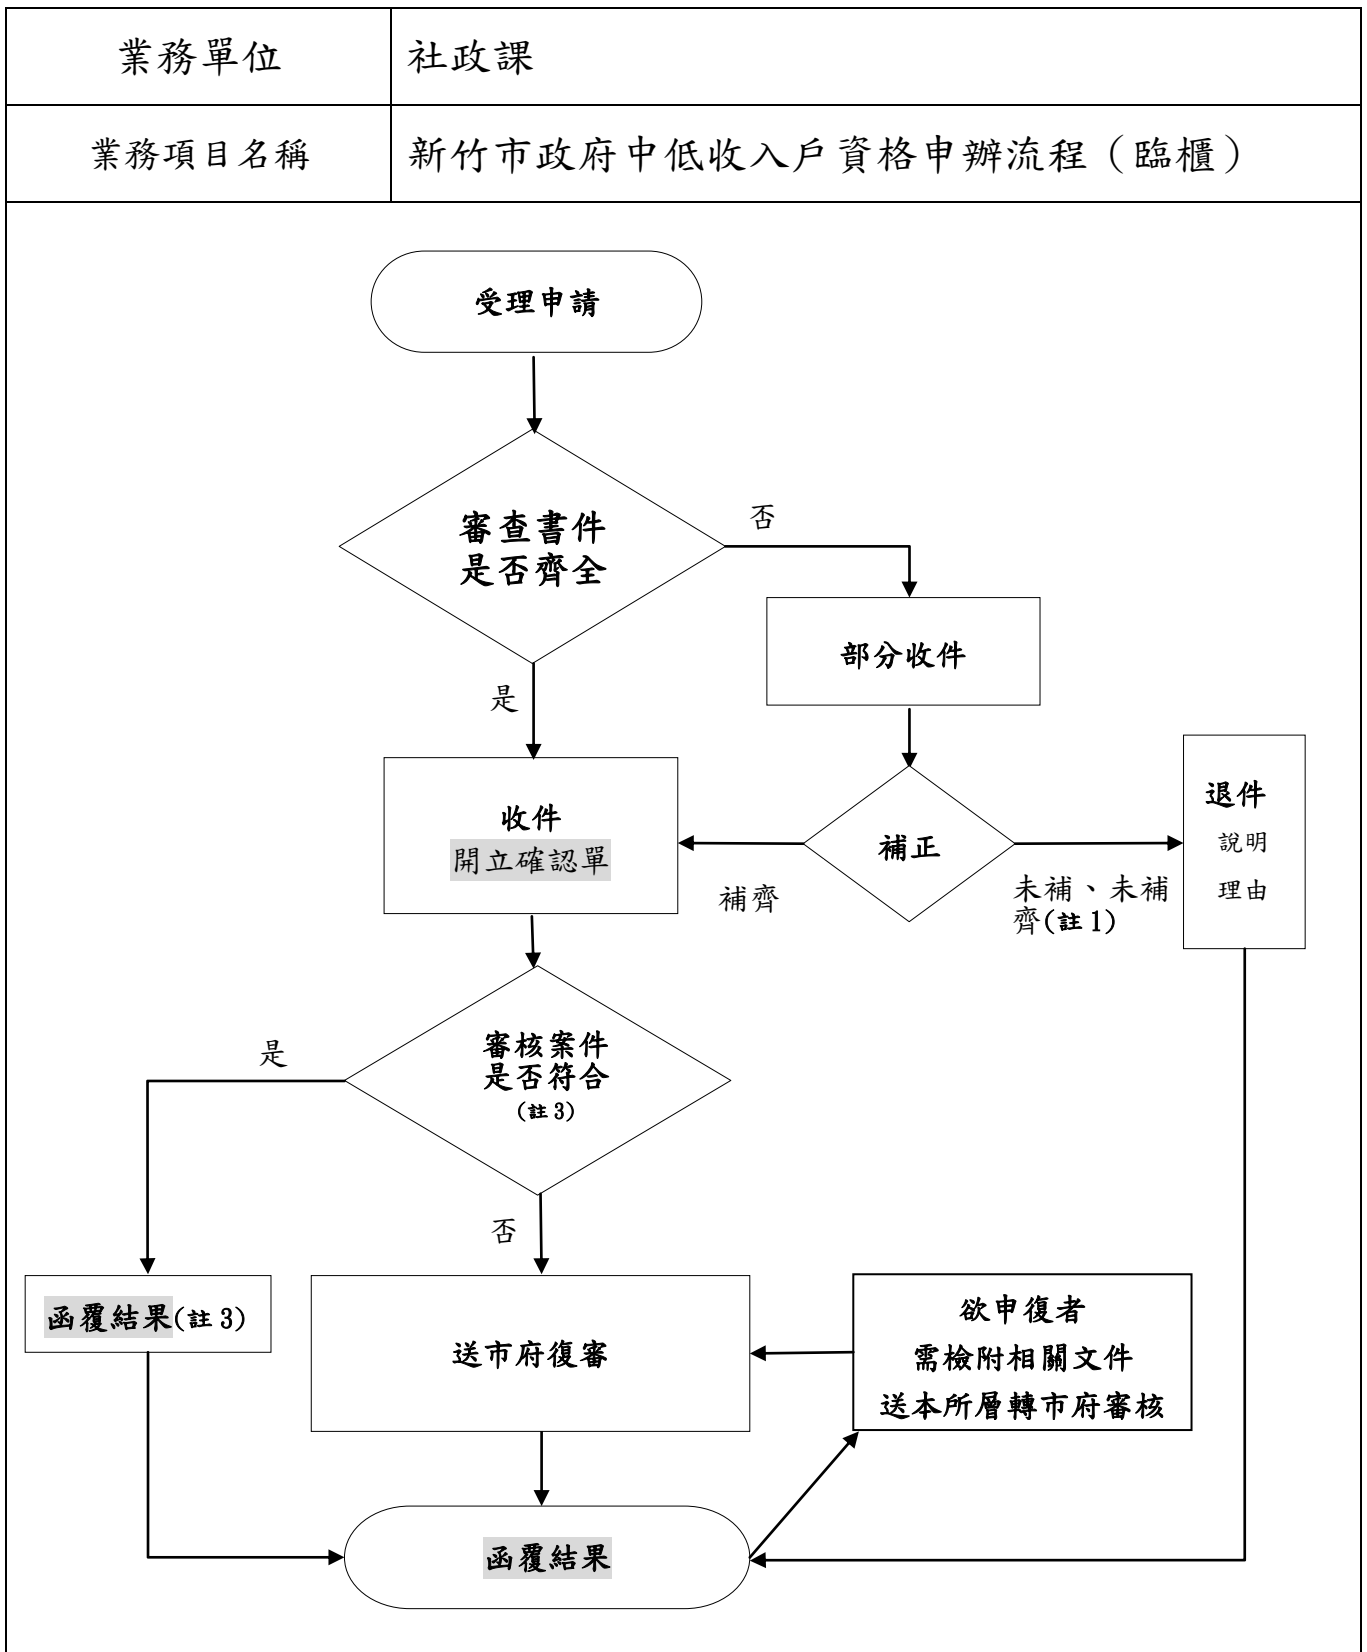 業務單位
社政課
業務項目名稱
新竹市政府中低收入戶資格申辦流程（臨櫃）
受理申請
審查書件
是否齊全
否
部分收件
是
收件
開立確認單
補正
退件
說明
理由
補齊
未補、未補
齊(註1)
審核案件
是否符合
(註3)
是
否
函覆結果(註3)
送市府復審
欲申復者
需檢附相關文件
送本所層轉市府審核
函覆結果